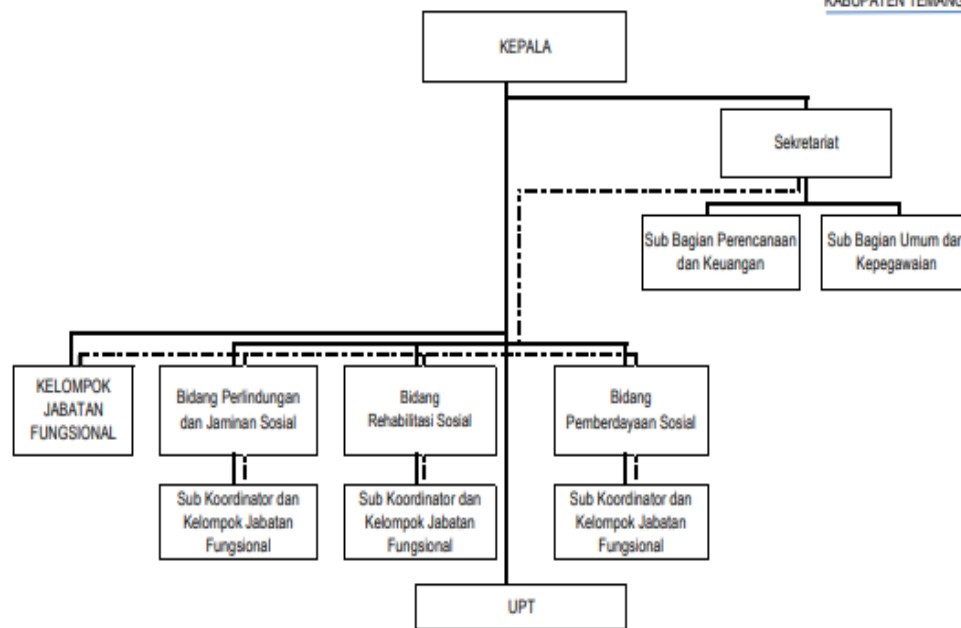 KABUPATEN TEMANG
KEPALA
Sekretariat
Sub Bagian Perencanaan
dan Keuangan
Sub Bagian Umum dan
Kepegawaian
KELOMPOK
JABATAN
FUNGSIONAL
Bidang Perlindungan
dan Jaminan Sosial
Bidang
Rehabilitasi Sosial
Bidang
Pemberdayaan Sosial
Sub Koordinator dan
Kelompok Jabatan
Fungsional
Sub Koordinator dan
Kelompok Jabatan
Fungsional
Sub Koordinator dan
Kelompok Jabatan
Fungsional
UPT